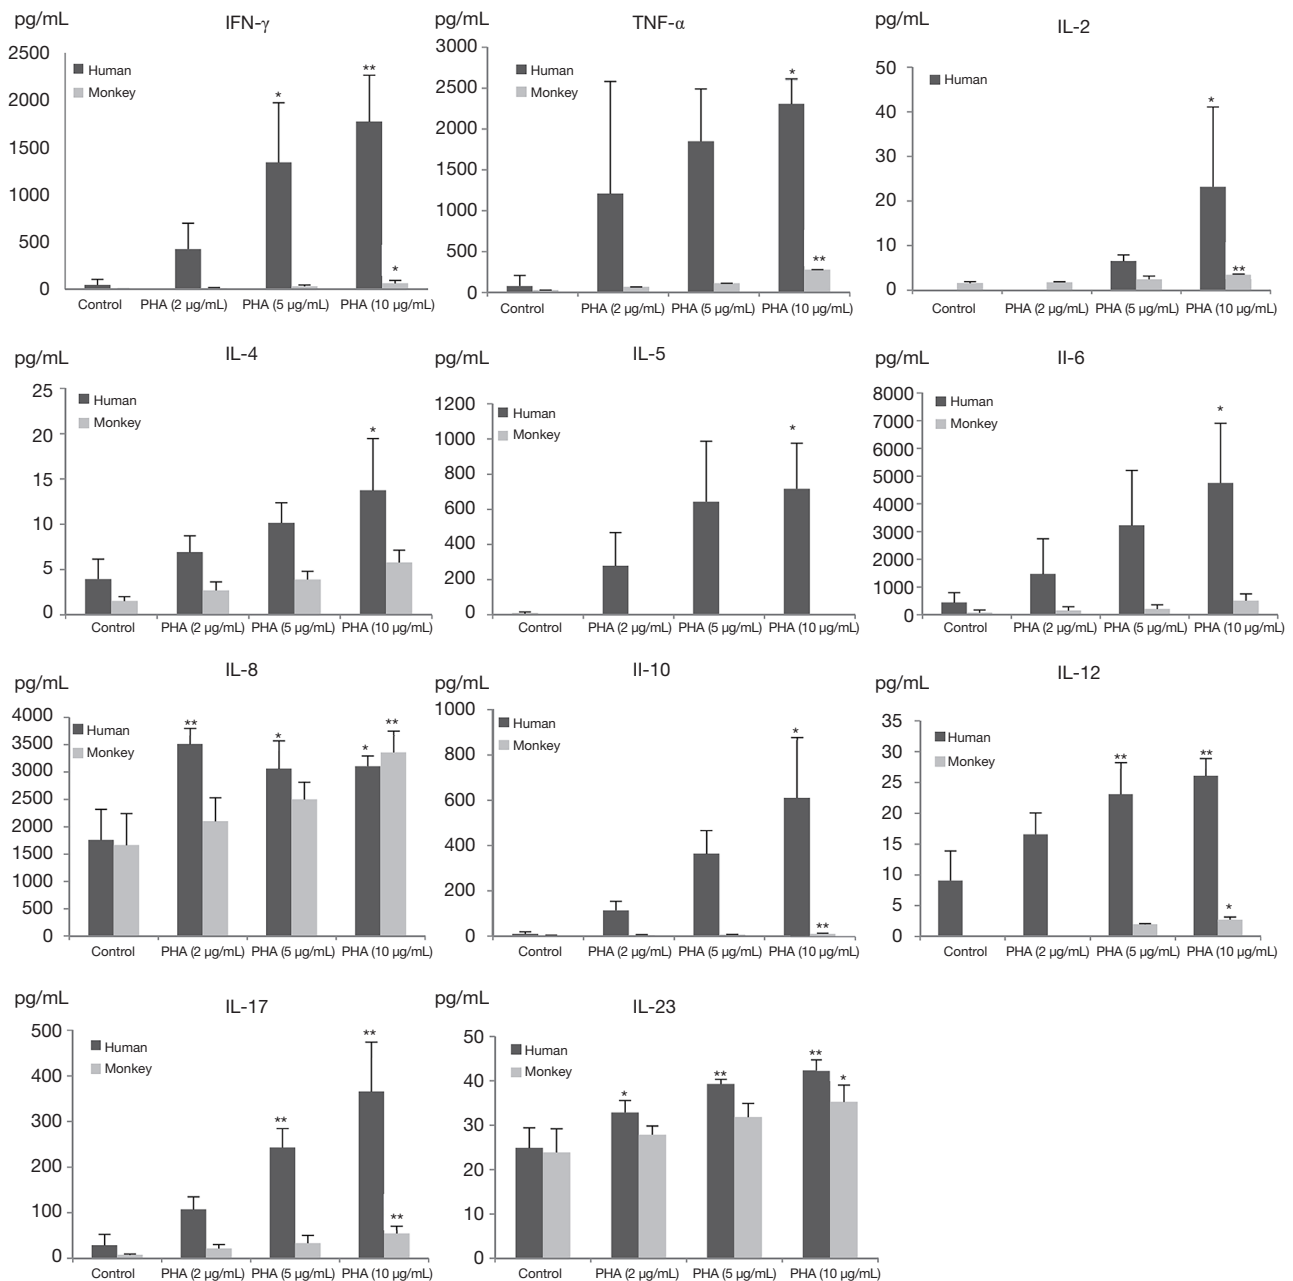 pg/mL IFN-γ
2500
2000
1500
1000
500
0
Human
Monkey
*
**
*
Control PHA (2 µg/mL) PHA (5 µg/mL) PHA (10 µg/mL)
pg/mL TNF-α
3000
2500
2000
1500
1000
500
0
Human
Monkey
*
**
Control PHA (2 µg/mL) PHA (5 µg/mL) PHA (10 µg/mL)
pg/mL IL-2
50
40
30
20
10
0
Human
*
**
Control PHA (2 µg/mL) PHA (5 µg/mL) PHA (10 µg/mL)
pg/mL IL-4
25
20
15
10
5
0
Human
Monkey
*
Control PHA (2 µg/mL) PHA (5 µg/mL) PHA (10 µg/mL)
pg/mL IL-5
1200
1000
800
600
400
200
0
Human
Monkey
*
Control PHA (2 µg/mL) PHA (5 µg/mL) PHA (10 µg/mL)
pg/mL Il-6
8000
7000
6000
5000
4000
3000
2000
1000
0
Human
Monkey
*
Control PHA (2 µg/mL) PHA (5 µg/mL) PHA (10 µg/mL)
pg/mL IL-8
4000
3500
3000
2500
2000
1500
1000
500
0
Human
Monkey
**
*
*
**
Control PHA (2 µg/mL) PHA (5 µg/mL) PHA (10 µg/mL)
pg/mL Il-10
1000
800
600
400
200
0
Human
Monkey
*
**
Control PHA (2 µg/mL) PHA (5 µg/mL) PHA (10 µg/mL)
pg/mL IL-12
35
30
25
20
15
10
5
0
Human
Monkey
**
**
*
Control PHA (2 µg/mL) PHA (5 µg/mL) PHA (10 µg/mL)
pg/mL IL-17
500
400
300
200
100
0
Human
Monkey
**
**
**
Control PHA (2 µg/mL) PHA (5 µg/mL) PHA (10 µg/mL)
pg/mL IL-23
50
40
30
20
10
0
Human
Monkey
*
**
**
*
Control PHA (2 µg/mL) PHA (5 µg/mL) PHA (10 µg/mL)